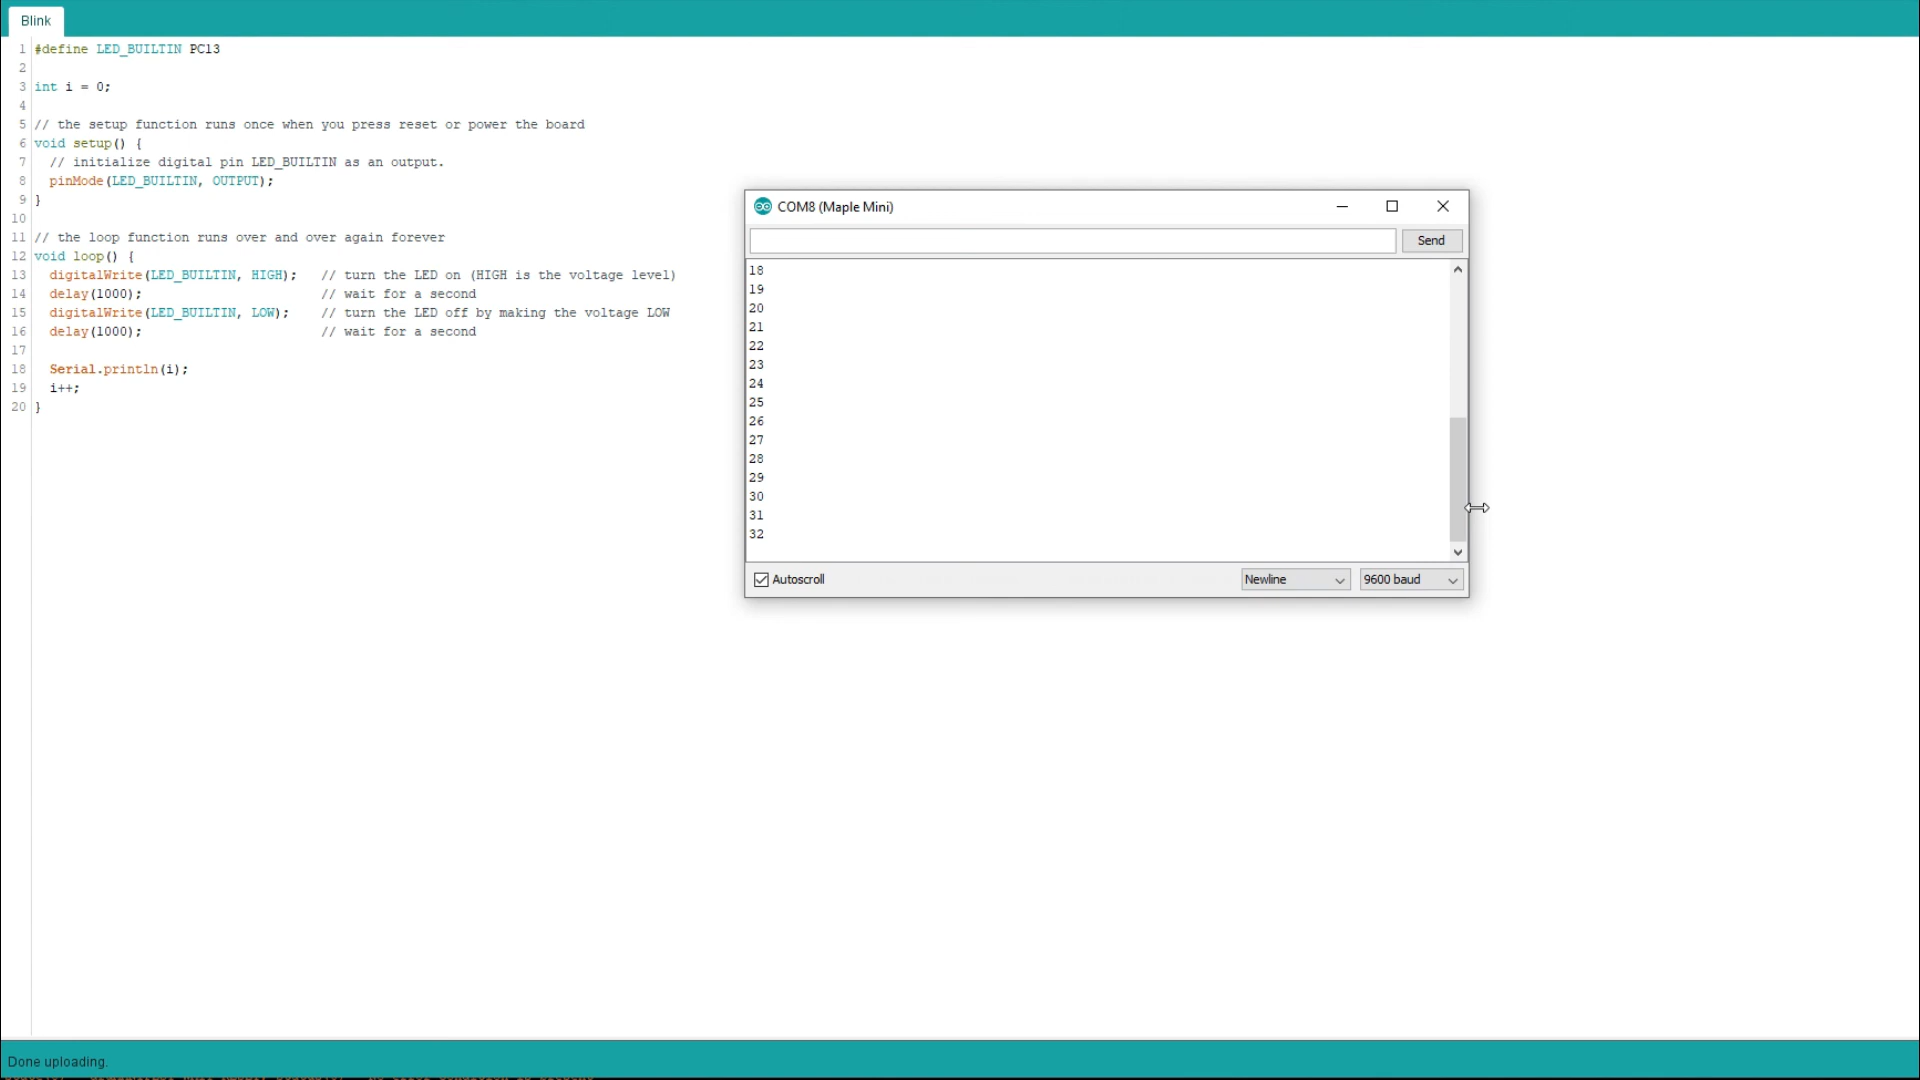 Blink
1 #define LED_BUILTIN PC13
2
3 int i = 0;
4
5 // the setup function runs once when you press reset or power the board
6 void setup() {
7   // initialize digital pin LED_BUILTIN as an output.
8   pinMode(LED_BUILTIN, OUTPUT);
9 }
10
11 // the loop function runs over and over again forever
12 void loop() {
13   digitalWrite(LED_BUILTIN, HIGH);   // turn the LED on (HIGH is the voltage level)
14   delay(1000);                       // wait for a second
15   digitalWrite(LED_BUILTIN, LOW);    // turn the LED off by making the voltage LOW
16   delay(1000);                       // wait for a second
17
18   Serial.println(i);
19   i++;
20 }
COM8 (Maple Mini)
Send
18
19
20
21
22
23
24
25
26
27
28
29
30
31
32
Autoscroll
Newline
9600 baud
Done uploading.